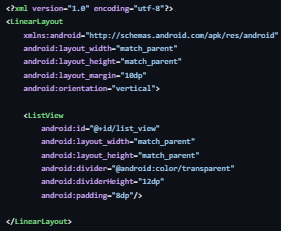 <?xml version="1.0" encoding="utf-8"?>
<LinearLayout
    xmlns:android="http://schemas.android.com/apk/res/android"
    android:layout_width="match_parent"
    android:layout_height="match_parent"
    android:layout_margin="10dp"
    android:orientation="vertical">

    <ListView
        android:id="@+id/list_view"
        android:layout_width="match_parent"
        android:layout_height="match_parent"
        android:divider="@android:color/transparent"
        android:dividerHeight="12dp"
        android:padding="8dp"/>

</LinearLayout>